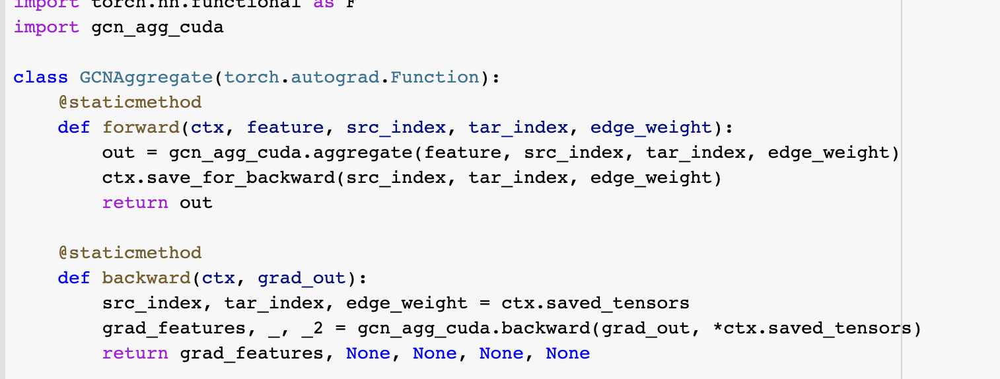 import torch.nn.functional as F
import gcn_agg_cuda
class GCNAggregate(torch.autograd.Function):
    @staticmethod
    def forward(ctx, feature, src_index, tar_index, edge_weight):
        out = gcn_agg_cuda.aggregate(feature, src_index, tar_index, edge_weight)
        ctx.save_for_backward(src_index, tar_index, edge_weight)
        return out
    @staticmethod
    def backward(ctx, grad_out):
        src_index, tar_index, edge_weight = ctx.saved_tensors
        grad_features, _, _2 = gcn_agg_cuda.backward(grad_out, *ctx.saved_tensors)
        return grad_features, None, None, None, None